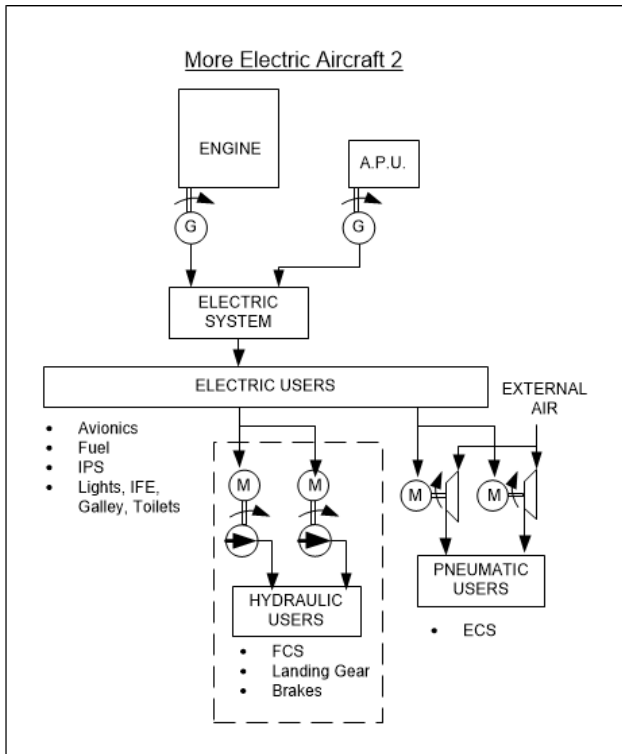 More Electric Aircraft 2
ENGINE
A.P.U.
G
G
ELECTRIC
SYSTEM
ELECTRIC USERS
EXTERNAL
AIR
• Avionics
• Fuel
• IPS
• Lights, IFE,
Galley, Toilets
M
M
M
M
HYDRAULIC
USERS
PNEUMATIC
USERS
• FCS
• Landing Gear
• Brakes
• ECS